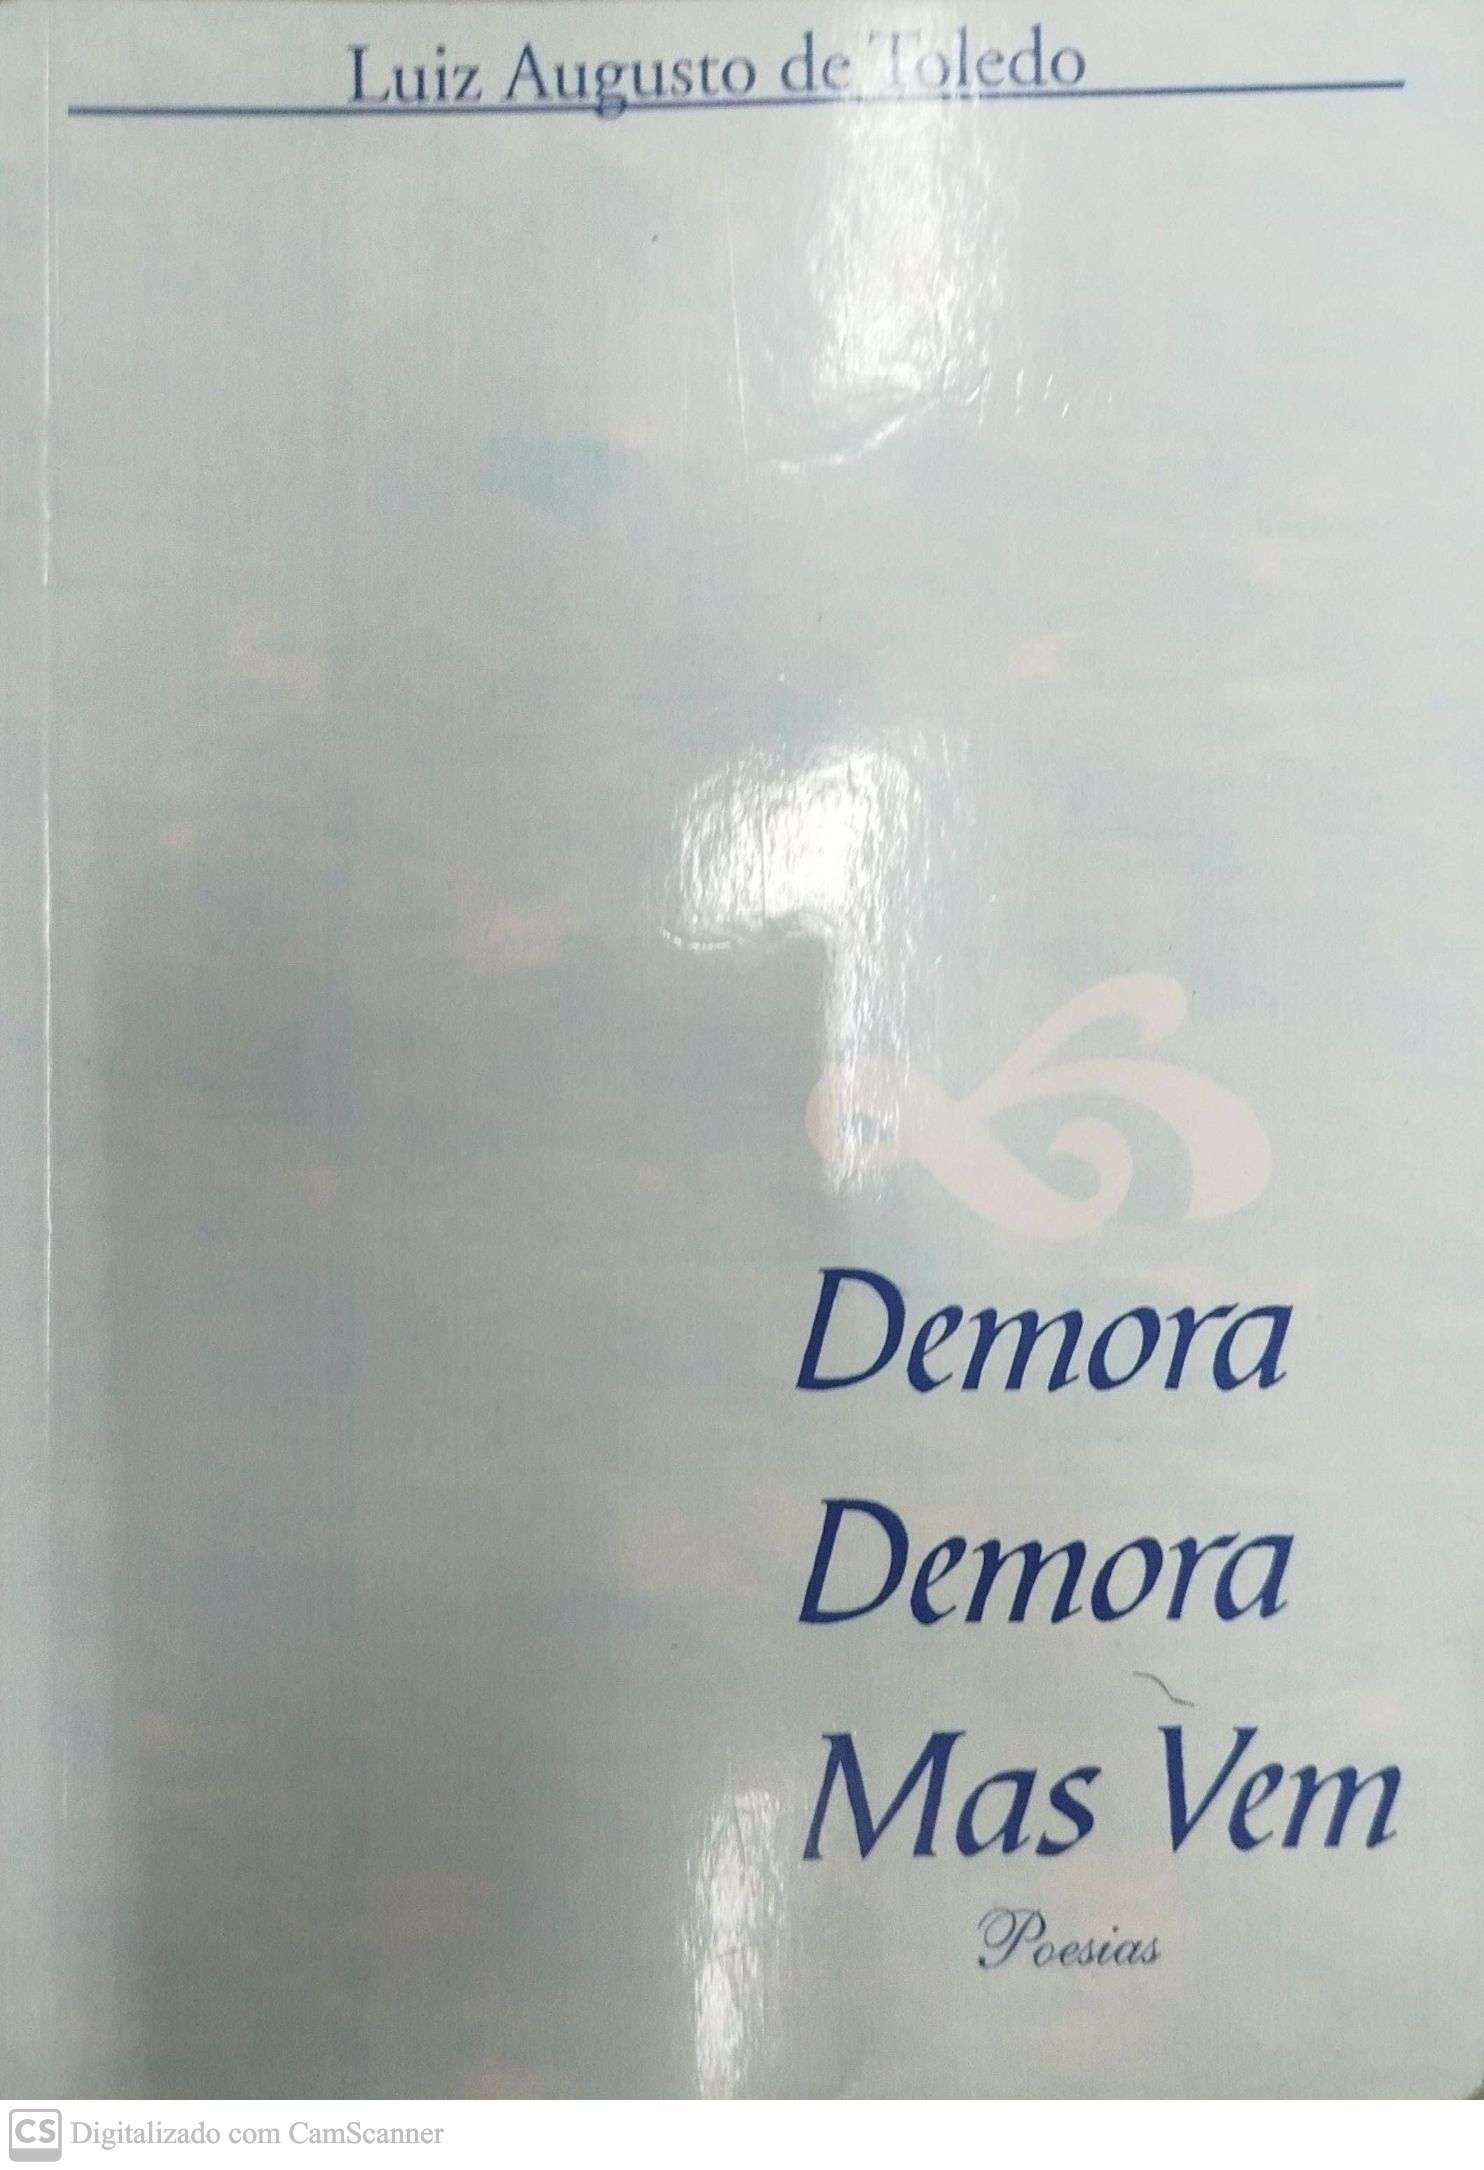 Luiz Augusto de Toledo
Demora
Demora
Mas Vem
Poesias
CS Digitalizado com CamScanner